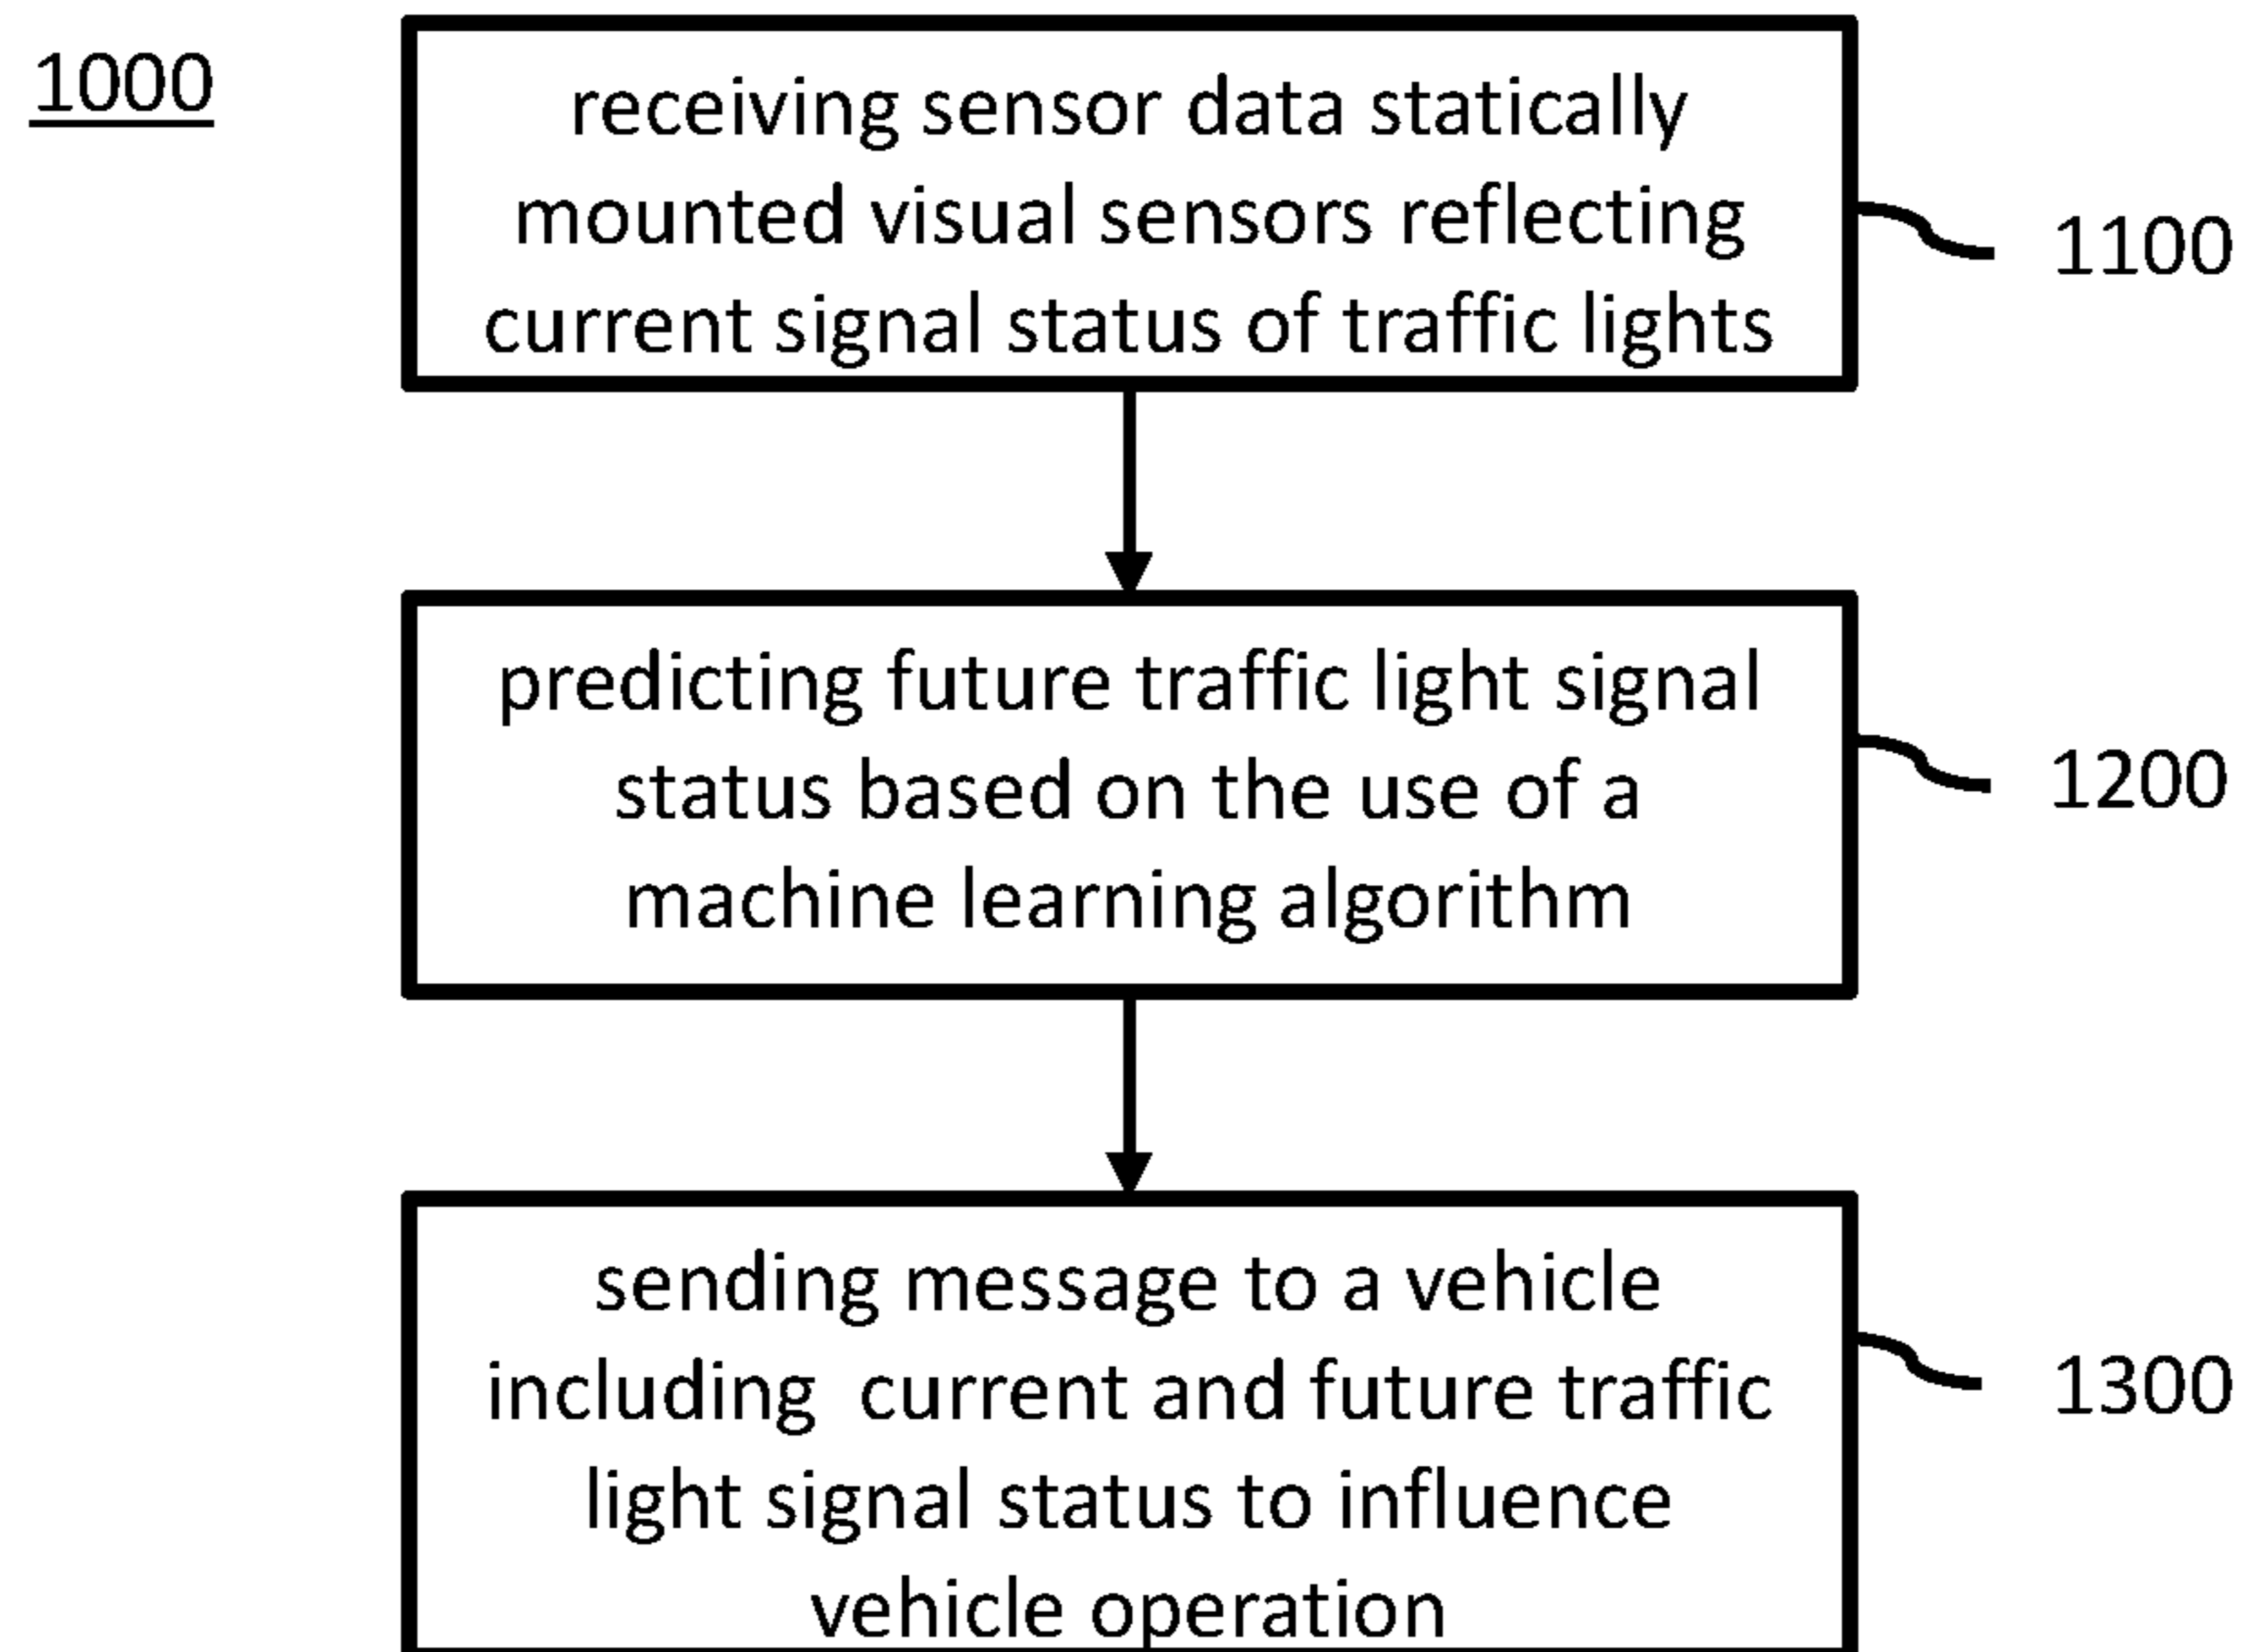 1000
receiving sensor data statically
mounted visual sensors reflecting
current signal status of traffic lights
1100
predicting future traffic light signal
status based on the use of a
machine learning algorithm
1200
sending message to a vehicle
including  current and future traffic
light signal status to influence
vehicle operation
1300